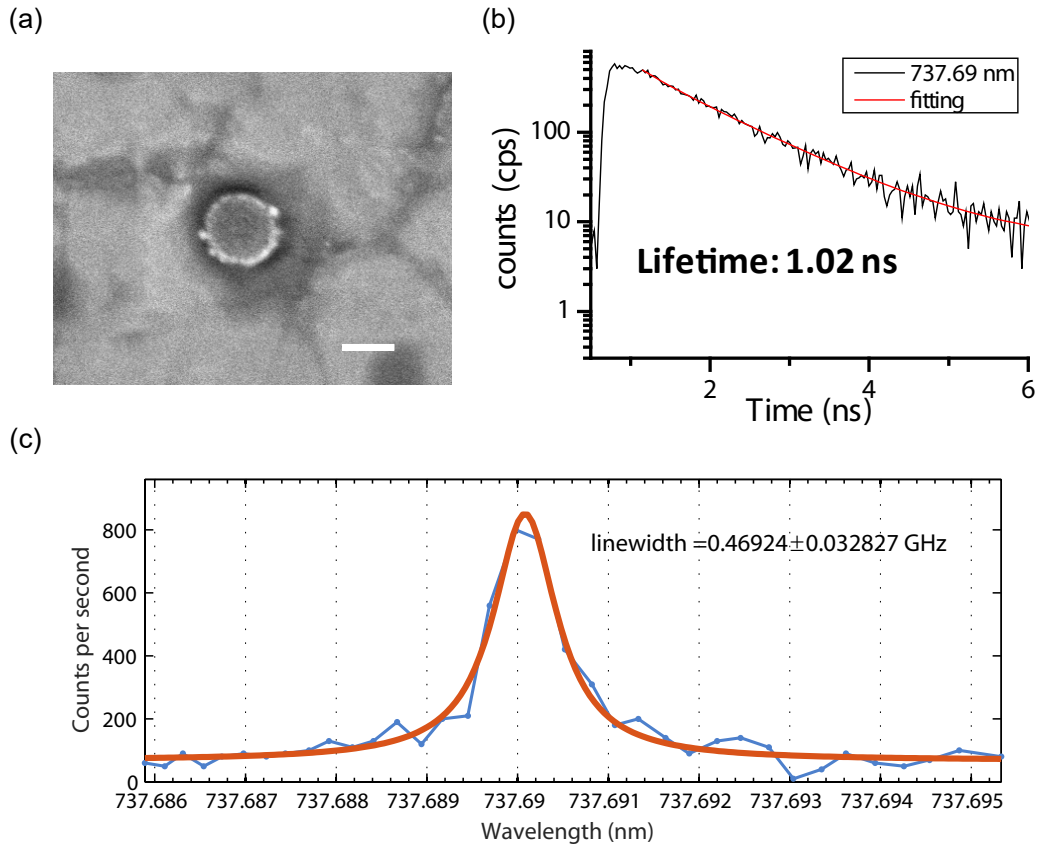 (a)
(b)
737.69 nm
fitting
100
10
1
counts (cps)
Lifetime: 1.02 ns
2
4
6
Time (ns)
(c)
800
600
400
200
0
Counts per second
linewidth =0.46924±0.032827 GHz
737.686 737.687 737.688 737.689 737.69 737.691 737.692 737.693 737.694 737.695
Wavelength (nm)